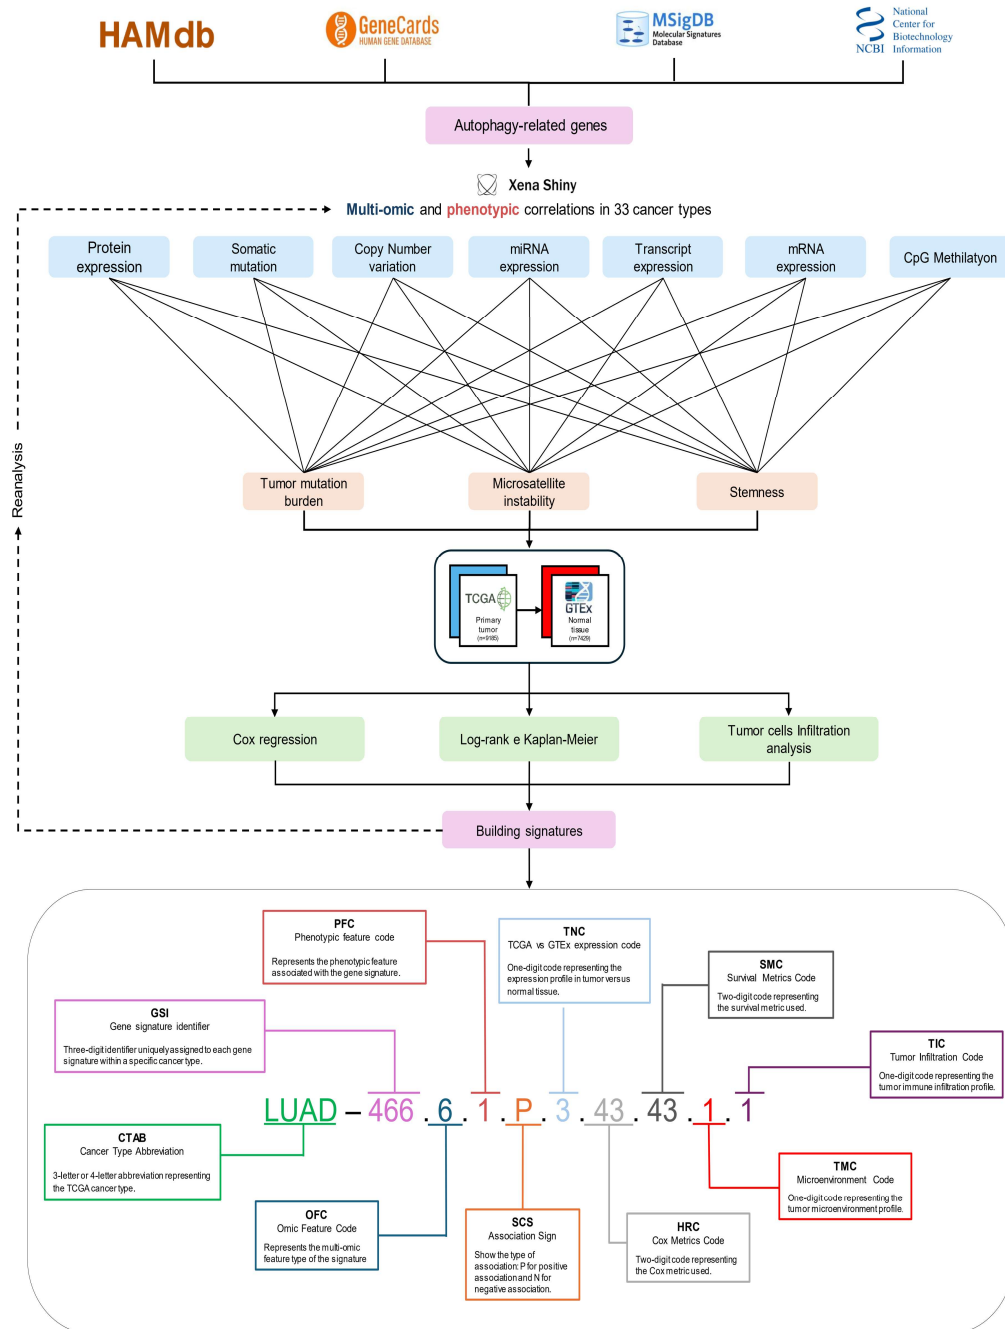 HAMdb
GeneCards
HUMAN GENE DATABASE
MSigDB
Molecular Signatures
Database
NCBI
National
Center for
Biotechnology
Information
Autophagy-related genes
Xena Shiny
Multi-omic and phenotypic correlations in 33 cancer types
Protein
expression
Somatic
mutation
Copy Number
variation
miRNA
expression
Transcript
expression
mRNA
expression
CpG Methilatyon
Reanalysis
Tumor mutation
burden
Microsatellite
instability
Stemness
TCGA
Primary
tumor
(n=9185)
GTEx
Normal
tissue
(n=7429)
Cox regression
Log-rank e Kaplan-Meier
Tumor cells Infiltration
analysis
Building signatures
PFC
Phenotypic feature code
Represents the phenotypic feature
associated with the gene signature.
TNC
TCGA vs GTEx expression code
One-digit code representing the
expression profile in tumor versus
normal tissue.
SMC
Survival Metrics Code
Two-digit code representing
the survival metric used.
GSI
Gene signature identifier
Three-digit identifier uniquely assigned to each gene
signature within a specific cancer type.
TIC
Tumor Infiltration Code
One-digit code representing the
tumor immune infiltration profile.
LUAD – 466 . 6 . 1 . P . 3 . 43 . 43 . 1 . 1
CTAB
Cancer Type Abbreviation
3-letter or 4-letter abbreviation representing
the TCGA cancer type.
TMC
Microenvironment Code
One-digit code representing the
tumor microenvironment profile.
OFC
Omic Feature Code
Represents the multi-omic
feature type of the signature
SCS
Association Sign
Show the type of
association: P for positive
association and N for
negative association.
HRC
Cox Metrics Code
Two-digit code representing
the Cox metric used.